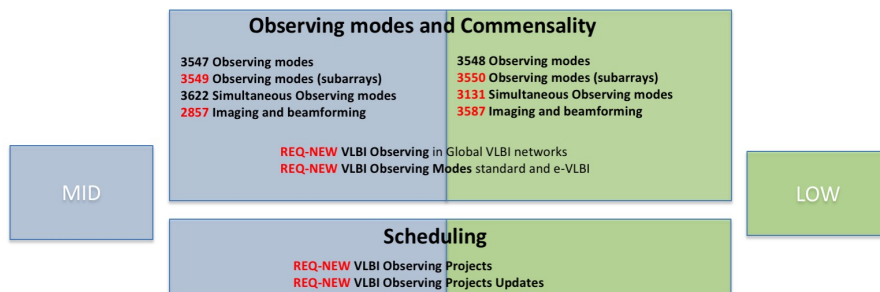 Observing modes and Commensality
3547 Observing modes
3549 Observing modes (subarrays)
3622 Simultaneous Observing modes
2857 Imaging and beamforming
3548 Observing modes
3550 Observing modes (subarrays)
3131 Simultaneous Observing modes
3587 Imaging and beamforming
REQ-NEW VLBI Observing in Global VLBI networks
REQ-NEW VLBI Observing Modes standard and e-VLBI
MID
LOW
Scheduling
REQ-NEW VLBI Observing Projects
REQ-NEW VLBI Observing Projects Updates